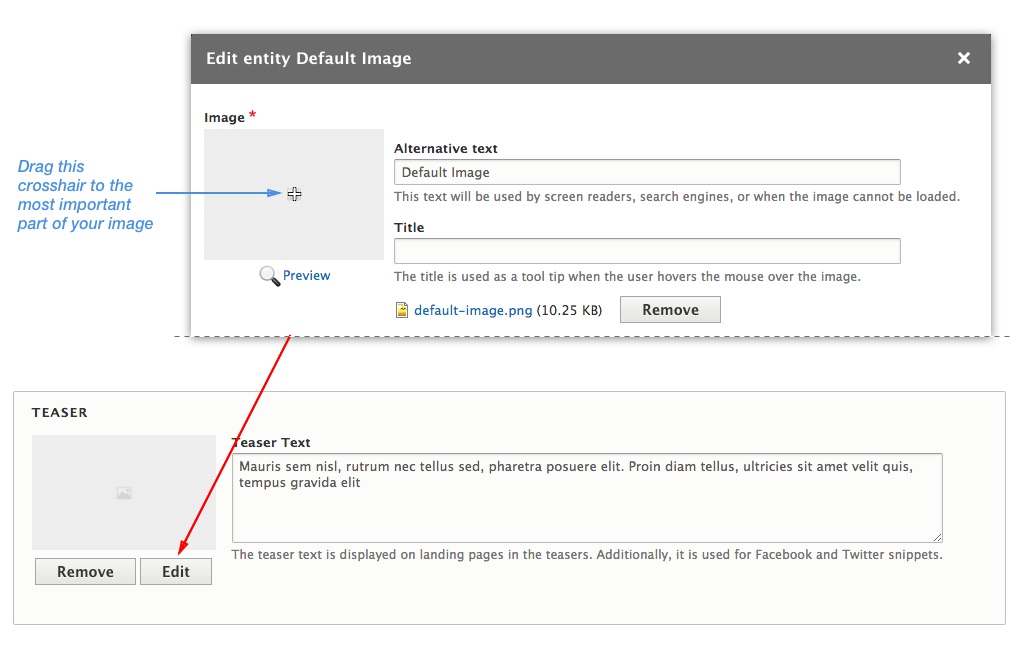 Edit entity Default Image
Image *
Drag this
crosshair to the
most important
part of your image
Preview
Alternative text
Default Image
This text will be used by screen readers, search engines, or when the image cannot be loaded.
Title
The title is used as a tool tip when the user hovers the mouse over the image.
default-image.png (10.25 KB)
Remove
TEASER
Teaser Text
Mauris sem nisl, rutrum nec tellus sed, pharetra posuere elit. Proin diam tellus, ultricies sit amet velit quis,
tempus gravida elit
The teaser text is displayed on landing pages in the teasers. Additionally, it is used for Facebook and Twitter snippets.
Remove
Edit